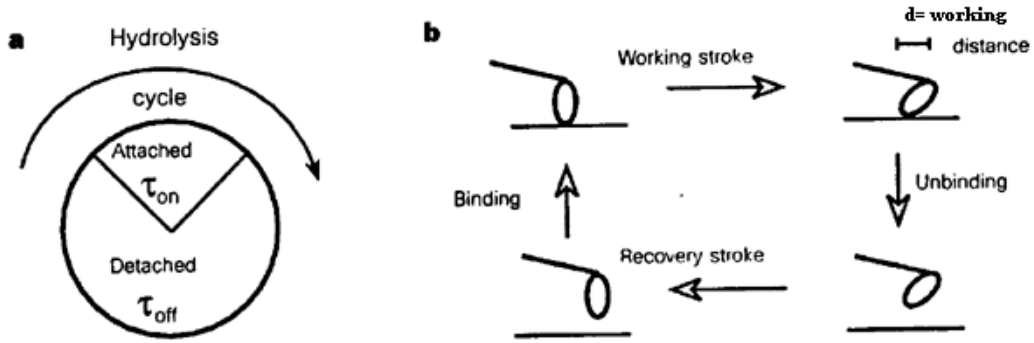 a
Hydrolysis
cycle
Attached
τon
Detached
τoff
b
d= working
distance
Working stroke
Binding
Unbinding
Recovery stroke